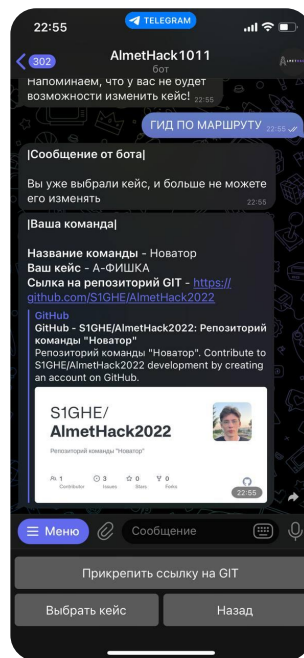 22:55
TELEGRAM
302
AlmetHack1011
бот
Напоминаем, что у вас не будет
возможности изменить кейс! 22:55
ГИД ПО МАРШРУТУ 22:55
|Сообщение от бота|
Вы уже выбрали кейс, и больше не можете
его изменять
22:55
|Ваша команда|
Название команды - Новатор
Ваш кейс - А-ФИШКА
Сылка на репозиторий GIT - https://
github.com/S1GHE/AlmetHack2022
GitHub
GitHub - S1GHE/AlmetHack2022: Репозиторий
команды "Новатор"
Репозиторий команды "Новатор". Contribute to
S1GHE/AlmetHack2022 development by creating
an account on GitHub.
S1GHE/
AlmetHack2022
Репозиторий команды "Новатор"
1 3 0 0
Contributor Issues Stars Forks
22:55
Меню Сообщение
Прикрепить ссылку на GIT
Выбрать кейс Назад